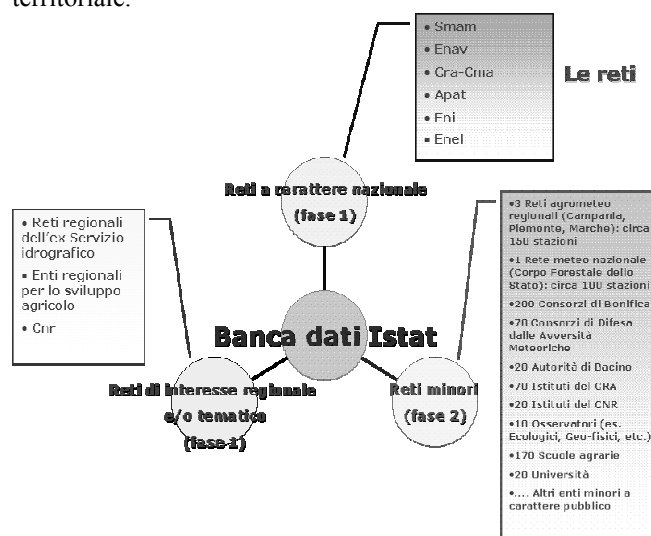 territoriale.
• Smam
• Enav
• Cra-Cma
• Apat
• Eni
• Enel
Le reti
Reti a carattere nazionale
(fase 1)
• Reti regionali
dell'ex Servizio
idrografico
• Enti regionali
per lo sviluppo
agricolo
• Cnr
Banca dati Istat
Reti di interesse regionale
e/o tematico
(fase 1)
Reti minori
(fase 2)
•3 Reti agrumeteo
regionali (Campania,
Piemonte, Marche): circa
150 stazioni
•1 Rete meteo nazionale
(Corpo Forestale dello
Stato): circa 100 stazioni
•200 Consorzi di Bonifica
•70 Consorzi di Difesa
dalle Avversità
Meteoriche
•20 Autorità di Bacino
•70 Istituti del CRA
•20 Istituti del CNR
•10 Osservatori (es.
Ecologici, Geo-fisici, etc.)
•170 Scuole agrarie
•20 Università
•.... Altri enti minori a
carattere pubblico